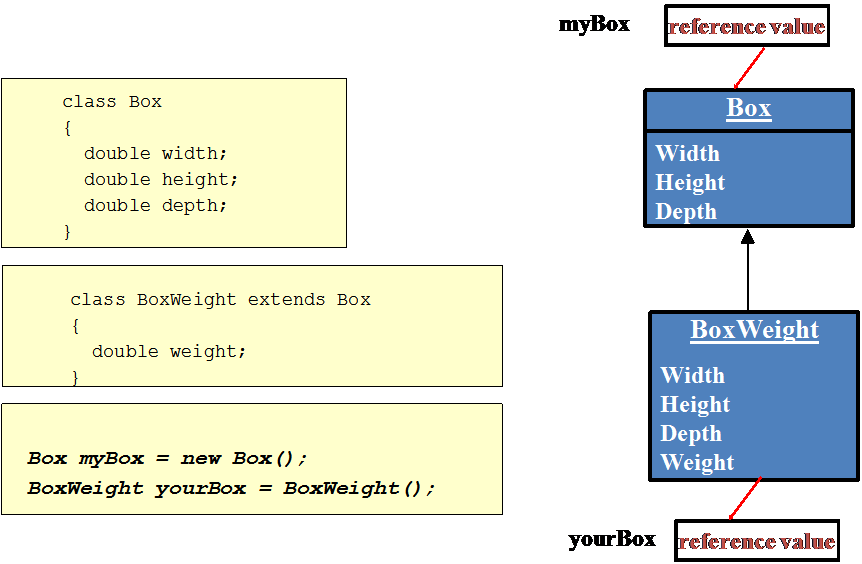 class Box
{
double width;
double height;
double depth;
}
class BoxWeight extends Box
{
double weight;
}
Box myBox = new Box();
BoxWeight yourBox = BoxWeight();
myBox
reference value
Box
Width
Height
Depth
BoxWeight
Width
Height
Depth
Weight
yourBox
reference value